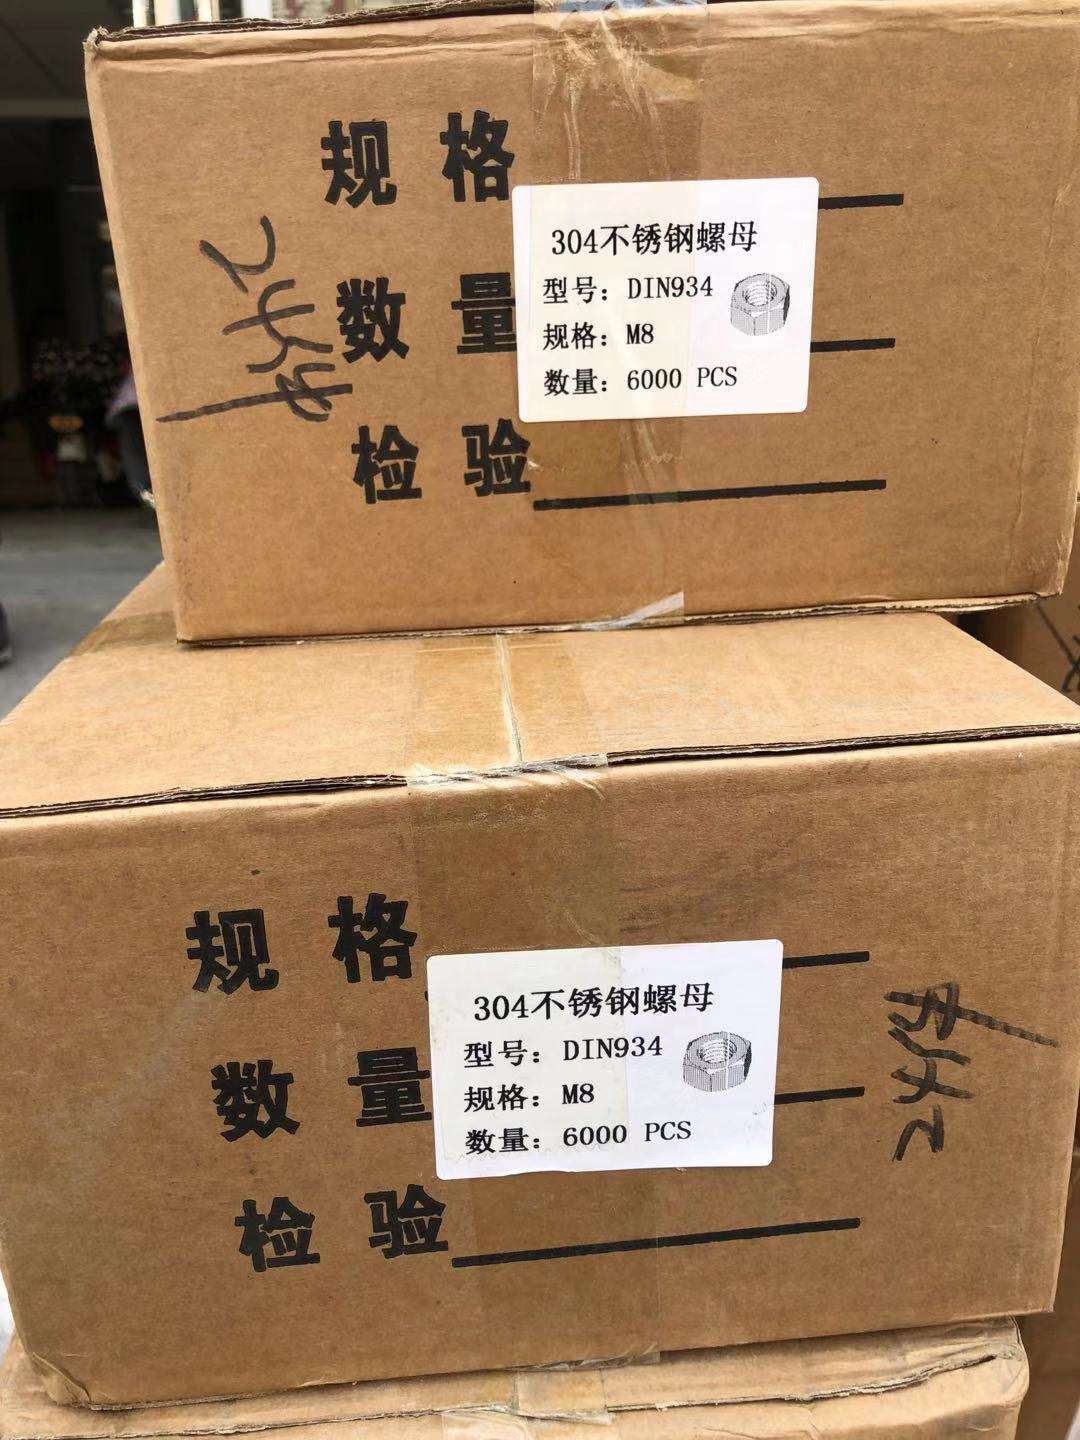 规格
304不锈钢螺母
型号：DIN934
数量
规格：M8
数量：6000 PCS
检验
规格
304不锈钢螺母
型号：DIN934
数量
规格：M8
数量：6000 PCS
检验